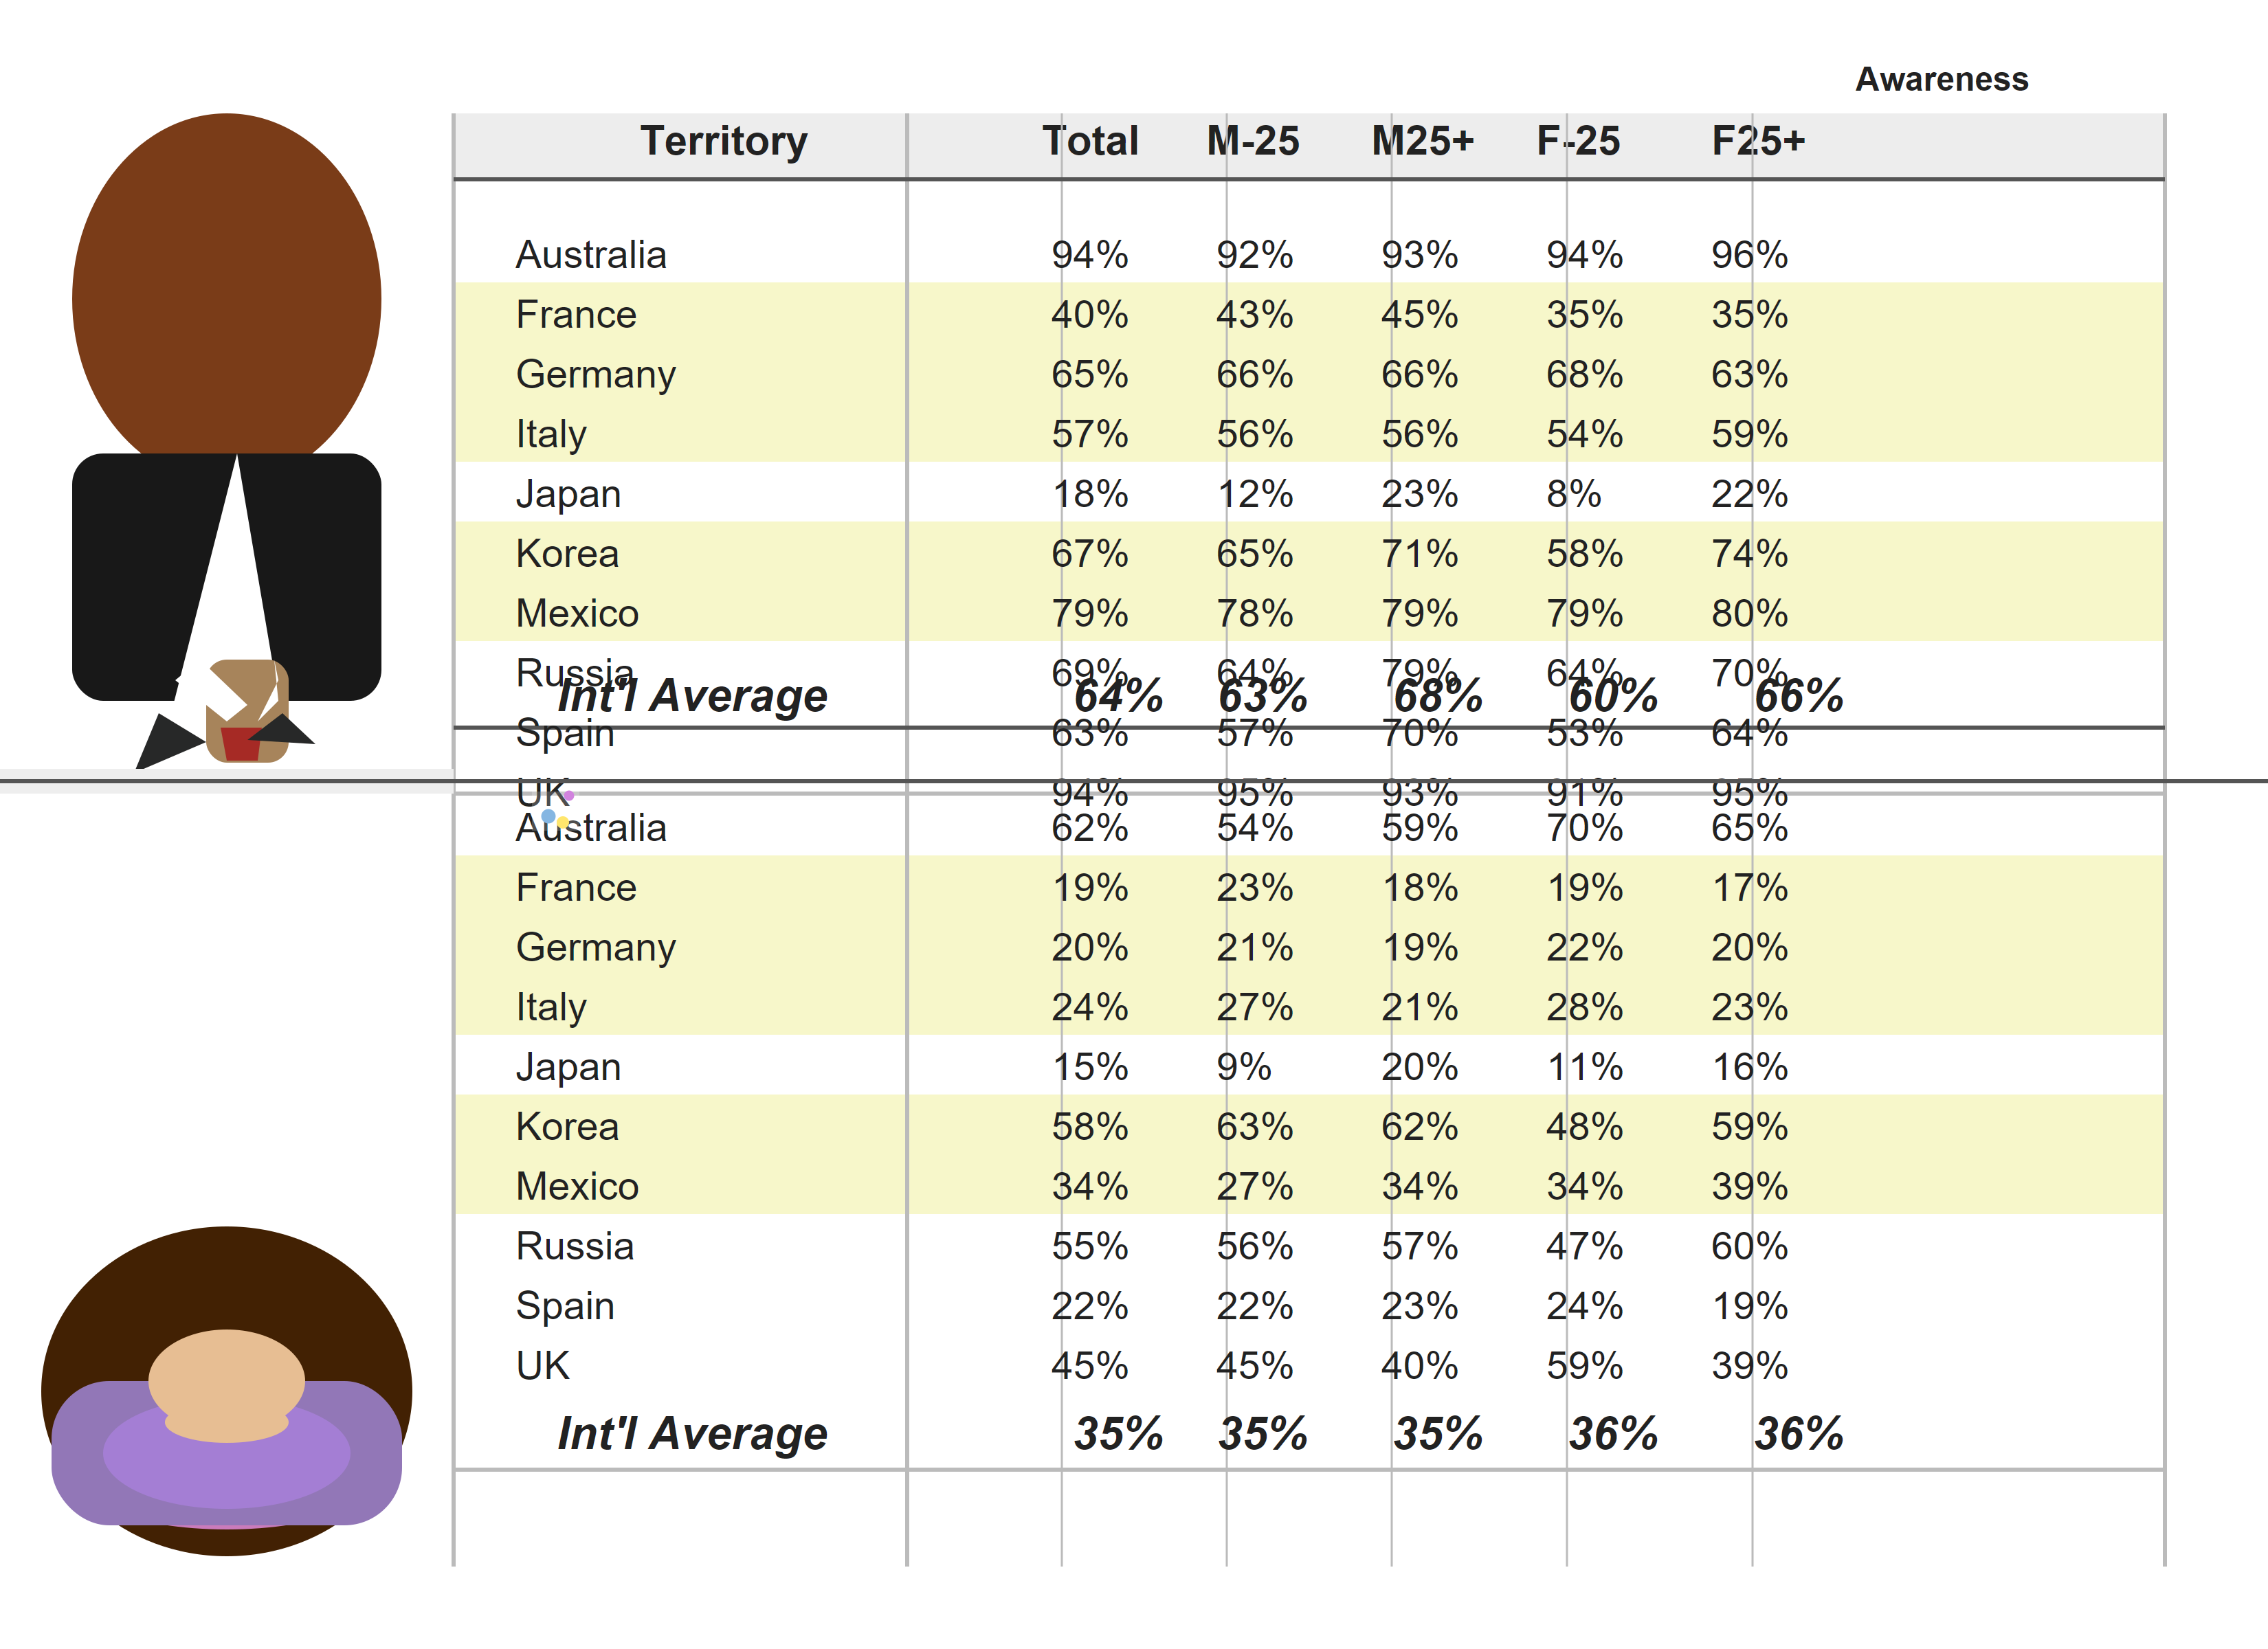 Awareness
Territory Total M-25 M25+ F-25 F25+
Australia 94% 92% 93% 94% 96%
France 40% 43% 45% 35% 35%
Germany 65% 66% 66% 68% 63%
Italy 57% 56% 56% 54% 59%
Japan 18% 12% 23% 8% 22%
Korea 67% 65% 71% 58% 74%
Mexico 79% 78% 79% 79% 80%
Russia 69% 64% 79% 64% 70%
Int'l Average 64% 63% 68% 60% 66%
Spain 63% 57% 70% 53% 64%
UK 94% 95% 93% 91% 95%
Australia 62% 54% 59% 70% 65%
France 19% 23% 18% 19% 17%
Germany 20% 21% 19% 22% 20%
Italy 24% 27% 21% 28% 23%
Japan 15% 9% 20% 11% 16%
Korea 58% 63% 62% 48% 59%
Mexico 34% 27% 34% 34% 39%
Russia 55% 56% 57% 47% 60%
Spain 22% 22% 23% 24% 19%
UK 45% 45% 40% 59% 39%
Int'l Average 35% 35% 35% 36% 36%